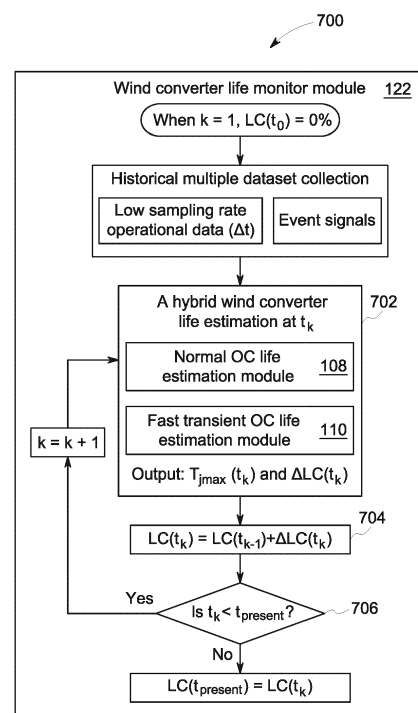 700
Wind converter life monitor module 122
When k = 1, LC(t0) = 0%
Historical multiple dataset collection
Low sampling rate
operational data (Δt)
Event signals
702
A hybrid wind converter
life estimation at tk
Normal OC life
estimation module
108
Fast transient OC life
estimation module
110
Output: Tjmax (tk) and ΔLC(tk)
k = k + 1
704
LC(tk) = LC(tk-1)+ΔLC(tk)
Yes
Is tk< tpresent?
706
No
LC(tpresent) = LC(tk)